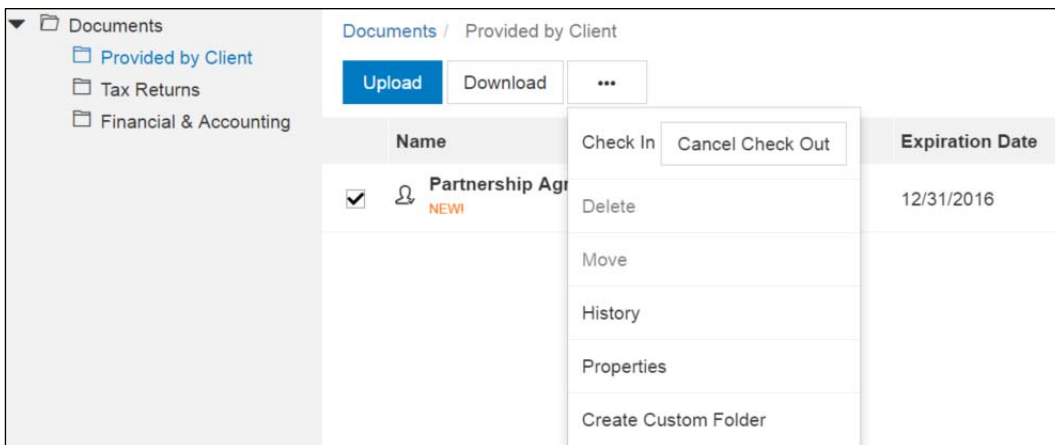 Documents
Provided by Client
Tax Returns
Financial & Accounting
Documents / Provided by Client
Upload Download •••
Name Expiration Date
Check In Cancel Check Out
Partnership Agr
NEW!
12/31/2016
Delete
Move
History
Properties
Create Custom Folder